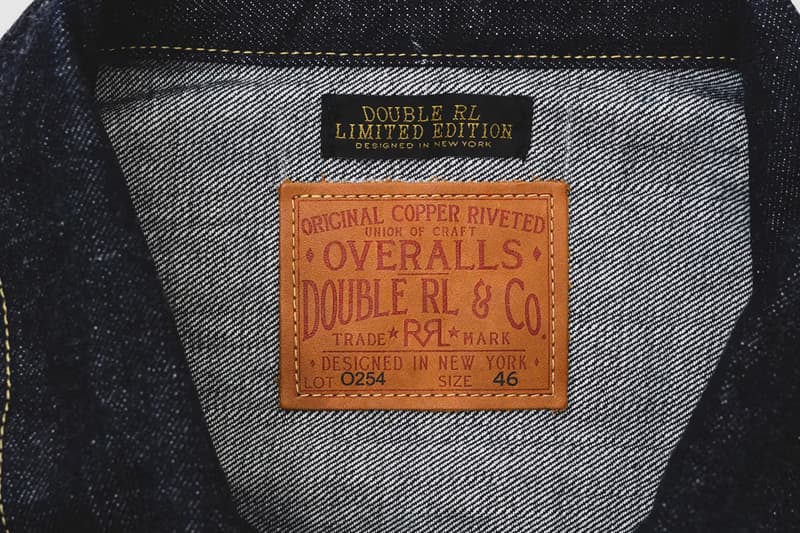 DOUBLE RL
LIMITED EDITION
DESIGNED IN NEW YORK
ORIGINAL COPPER RIVETED
UNION OF CRAFT
OVERALLS
DOUBLE RL & CO.
TRADE ★ RRL ★ MARK
DESIGNED IN NEW YORK
LOT 0254 SIZE 46